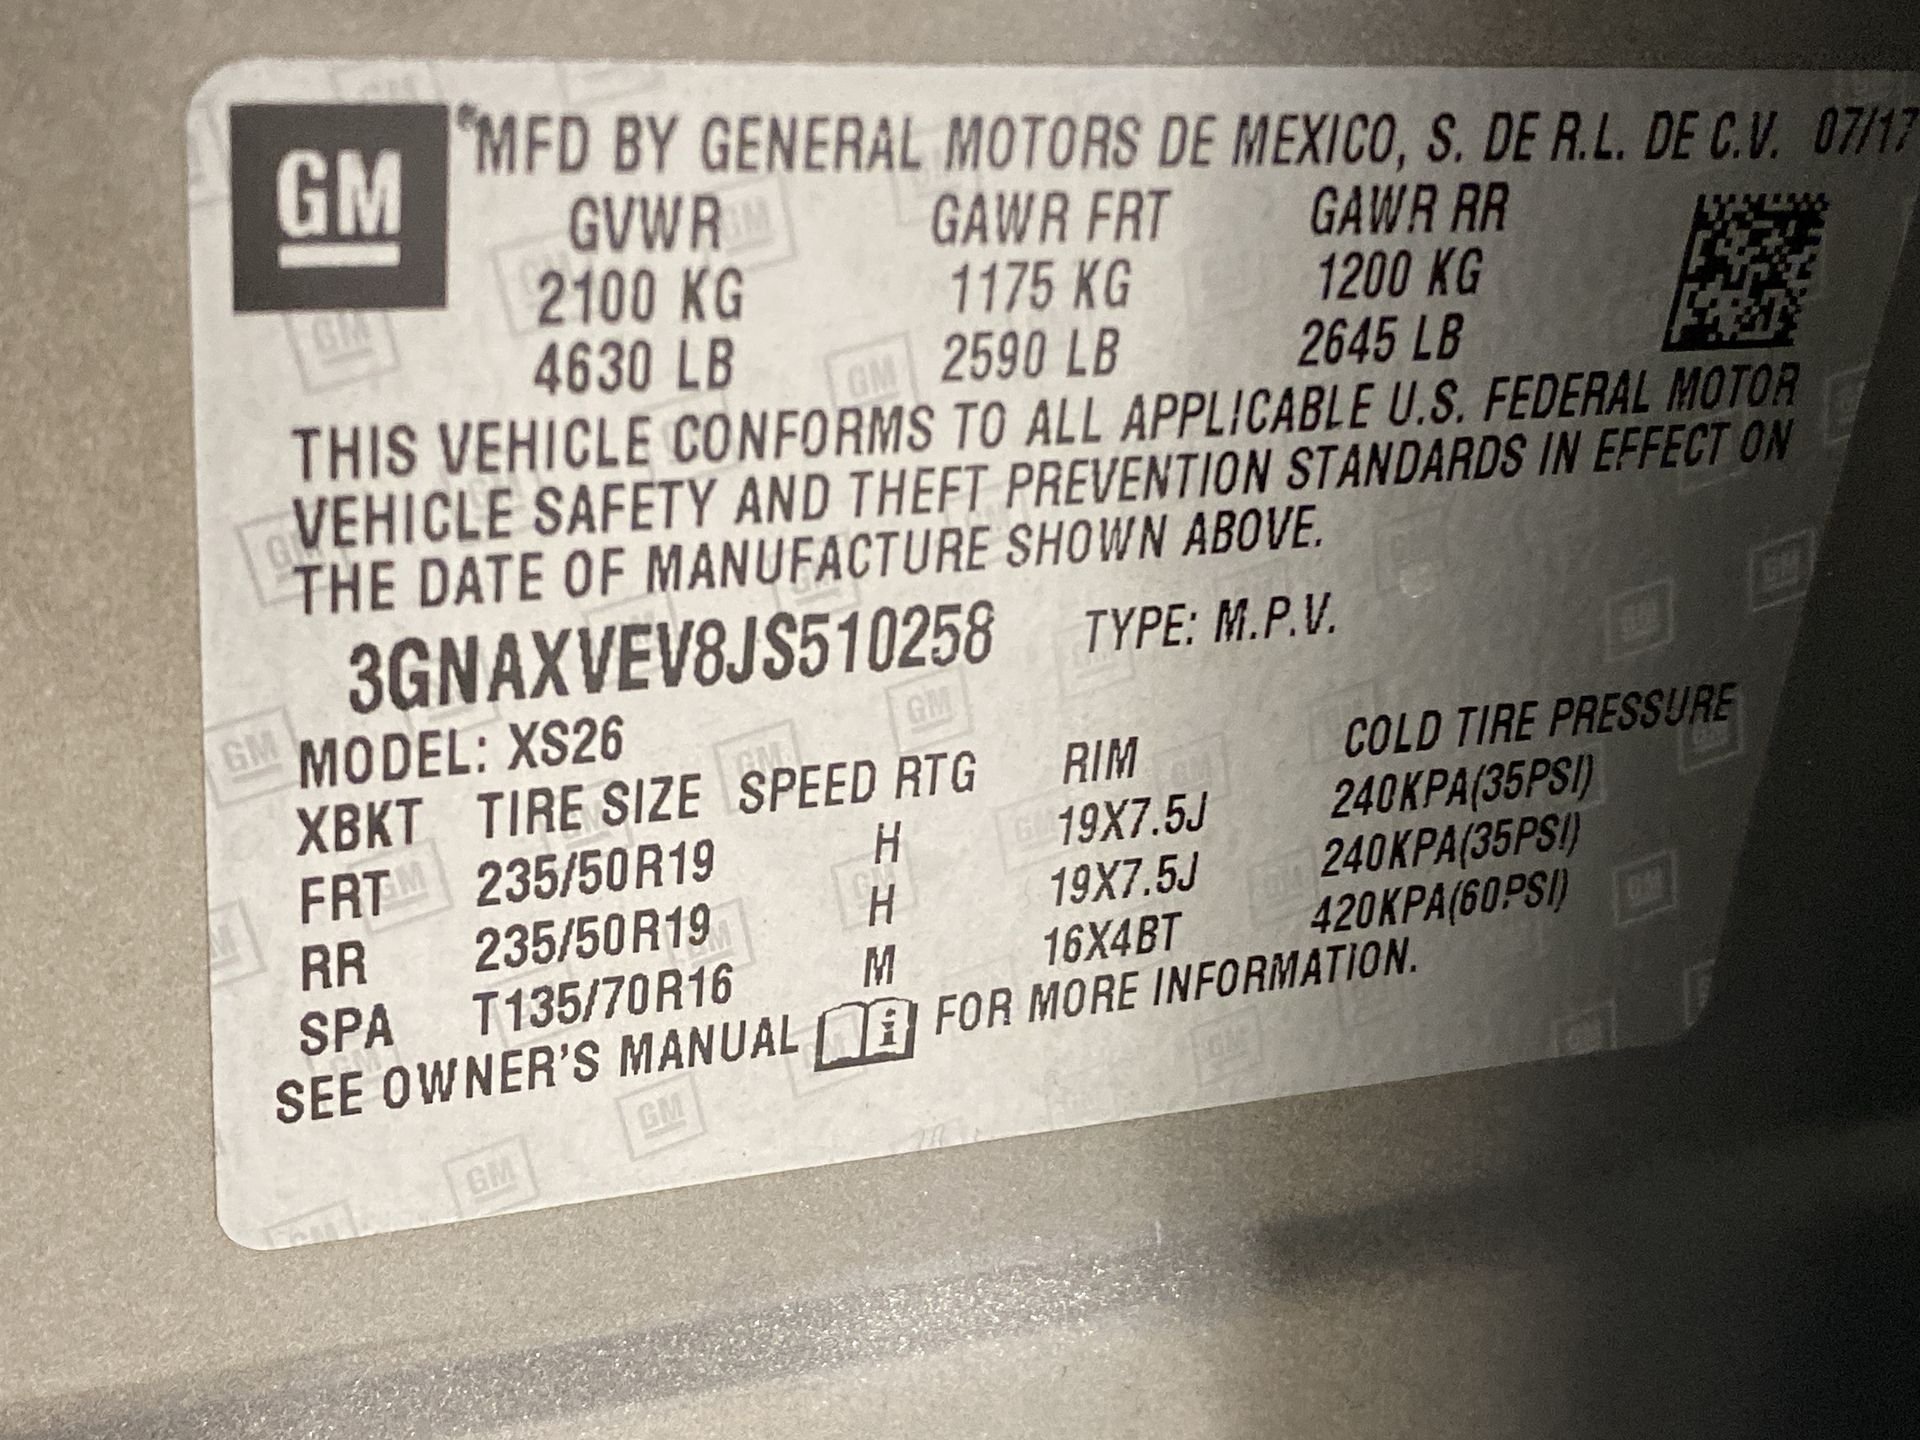 GM
® MFD BY GENERAL MOTORS DE MEXICO, S. DE R.L. DE C.V. 07/17
GVWR GAWR FRT GAWR RR
2100 KG 1175 KG 1200 KG
4630 LB 2590 LB 2645 LB
THIS VEHICLE CONFORMS TO ALL APPLICABLE U.S. FEDERAL MOTOR
VEHICLE SAFETY AND THEFT PREVENTION STANDARDS IN EFFECT ON
THE DATE OF MANUFACTURE SHOWN ABOVE.
3GNAXVEV8JS510258 TYPE: M.P.V.
MODEL: XS26
XBKT TIRE SIZE SPEED RTG RIM COLD TIRE PRESSURE
FRT 235/50R19 H 19X7.5J 240KPA(35PSI)
RR 235/50R19 H 19X7.5J 240KPA(35PSI)
SPA T135/70R16 M 16X4BT 420KPA(60PSI)
SEE OWNER'S MANUAL i FOR MORE INFORMATION.